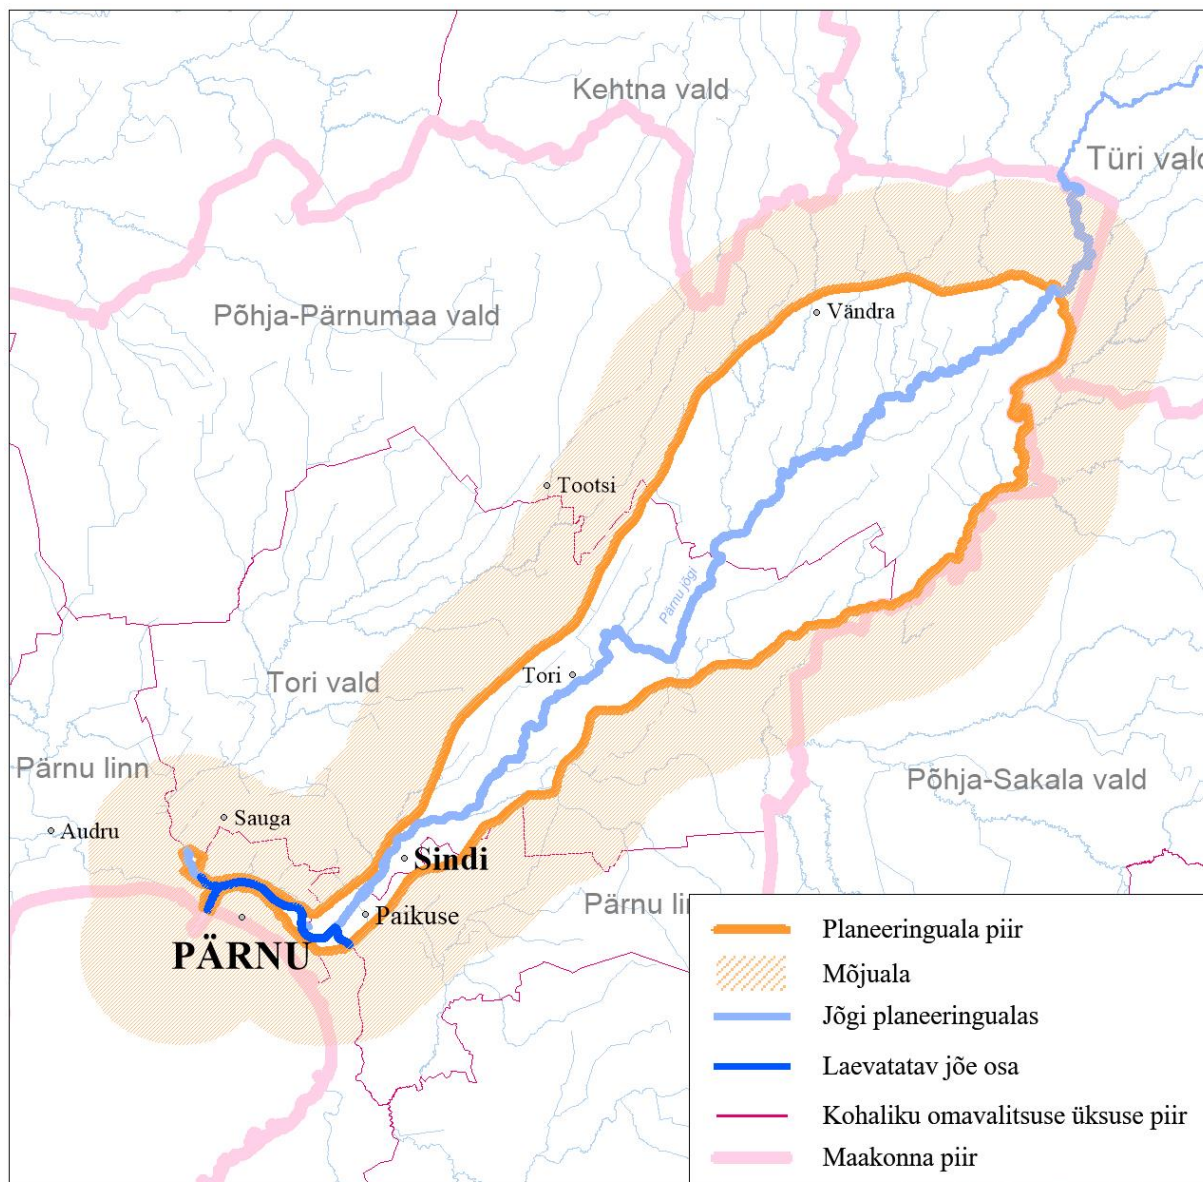 Kehtna vald
Türi vald
Põhja-Pärnumaa vald
Vändra
Tootsi
Pärnu jõgi
Tori
Tori vald
Pärnu linn
Põhja-Sakala vald
Sauga
Audru
Sindi
Pärnu lin
Paikuse
PÄRNU
Planeeringuala piir
Mõjuala
Jõgi planeeringualas
Laevatatav jõe osa
Kohaliku omavalitsuse üksuse piir
Maakonna piir